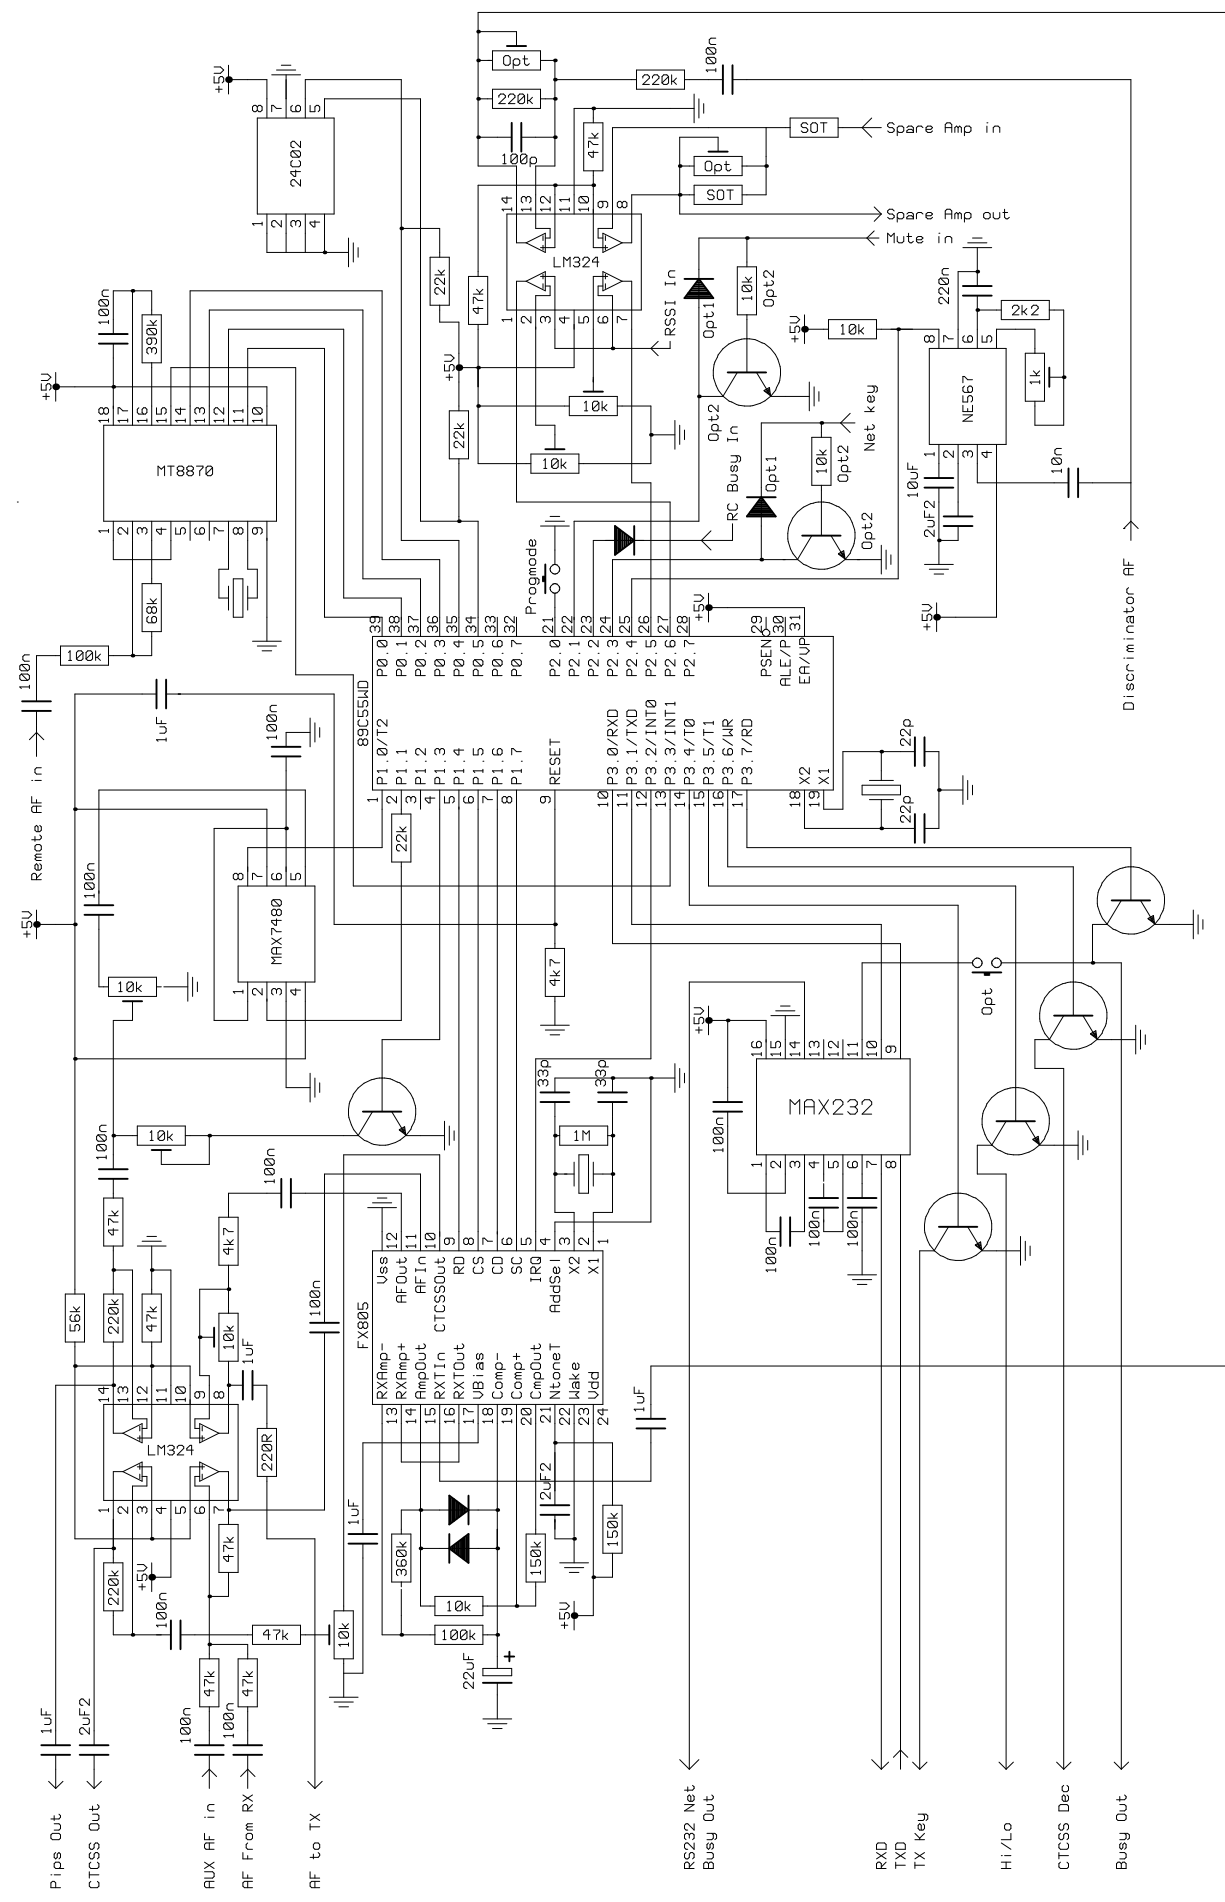 +5V
8
7
6
5
24C02
1
2
3
4
Opt
220k
100p
220k
100n
47k
SOT
Spare Amp in
Opt
SOT
Spare Amp out
Mute in
14
13
12
11
10
9
8
LM324
1
2
3
4
5
6
7
22k
47k
+5V
22k
10k
10k
RSSI In
Opt1
10k
Opt2
Opt2
+5V
10k
220n
2k2
8
7
6
5
NE567
1
2
3
4
1k
10uF
2uF2
10n
+5V
Net key
10k
Opt2
Opt1
RC Busy In
Opt2
Discriminator AF
100n
390k
+5V
18
17
16
15
14
13
12
11
10
MT8870
1
2
3
4
5
6
7
8
9
68k
100k
100n
Remote AF in
1uF
100n
Progmode
+5V
39
38
37
36
35
34
33
32
21
22
23
24
25
26
27
28
29
30
31
P0.0
P0.1
P0.2
P0.3
P0.4
P0.5
P0.6
P0.7
P2.0
P2.1
P2.2
P2.3
P2.4
P2.5
P2.6
P2.7
PSEN
ALE/P
EA/VP
89C55WD
P1.0/T2
P1.1
P1.2
P1.3
P1.4
P1.5
P1.6
P1.7
RESET
P3.0/RXD
P3.1/TXD
P3.2/INT0
P3.3/INT1
P3.4/T0
P3.5/T1
P3.6/WR
P3.7/RD
X2
X1
1
2
3
4
5
6
7
8
9
10
11
12
13
14
15
16
17
18
19
22p
22p
22k
100n
+5V
8
7
6
5
MAX7480
1
2
3
4
10k
4k7
Opt
100n
10k
47k
4k7
100n
+5V
16
15
14
13
12
11
10
9
MAX232
1
2
3
4
5
6
7
8
100n
100n
100n
100n
33p
33p
1M
56k
220k
47k
10k
1uF
220R
100n
14
13
12
11
10
9
8
LM324
1
2
3
4
5
6
7
FX805
Vss
AFOut
AFIn
CTCSSOut
RD
CS
CD
SC
IRQ
AddSel
X2
X1
12
11
10
9
8
7
6
5
4
3
2
1
RXAmp-
RXAmp+
AmpOut
RXTIn
RXTOut
VBias
Comp-
Comp+
CmpOut
NtoneT
Wake
Vdd
13
14
15
16
17
18
19
20
21
22
23
24
1uF
1uF
2uF2
360k
150k
150k
10k
100k
22uF
+
+5V
220k
+5V
47k
100n
47k
10k
47k
47k
100n
100n
1uF
2uF2
Pips Out
CTCSS Out
AUX AF in
AF From RX
AF to TX
RS232 Net
Busy Out
RXD
TXD
TX Key
Hi/Lo
CTCSS Dec
Busy Out